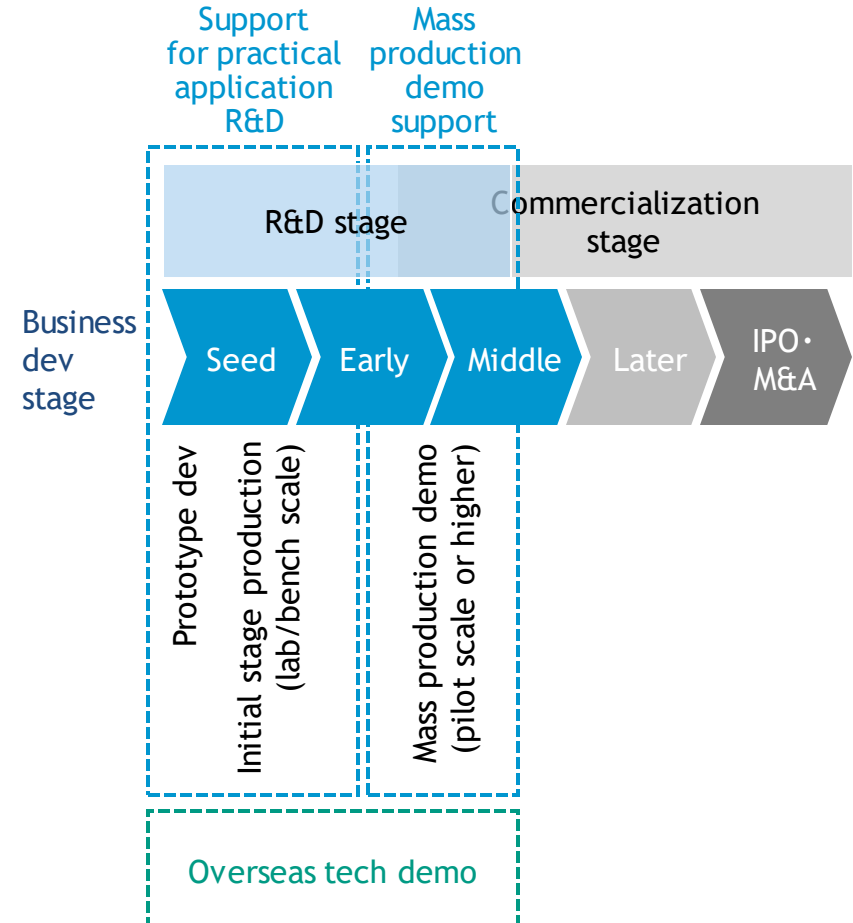 Support
for practical
application
R&D
Mass
production
demo
support
R&D stage
Commercialization
stage
Business
dev
stage
Seed
Early
Middle
Later
IPO・
M&A
Prototype dev
Initial stage production
(lab/bench scale)
Mass production demo
(pilot scale or higher)
Overseas tech demo